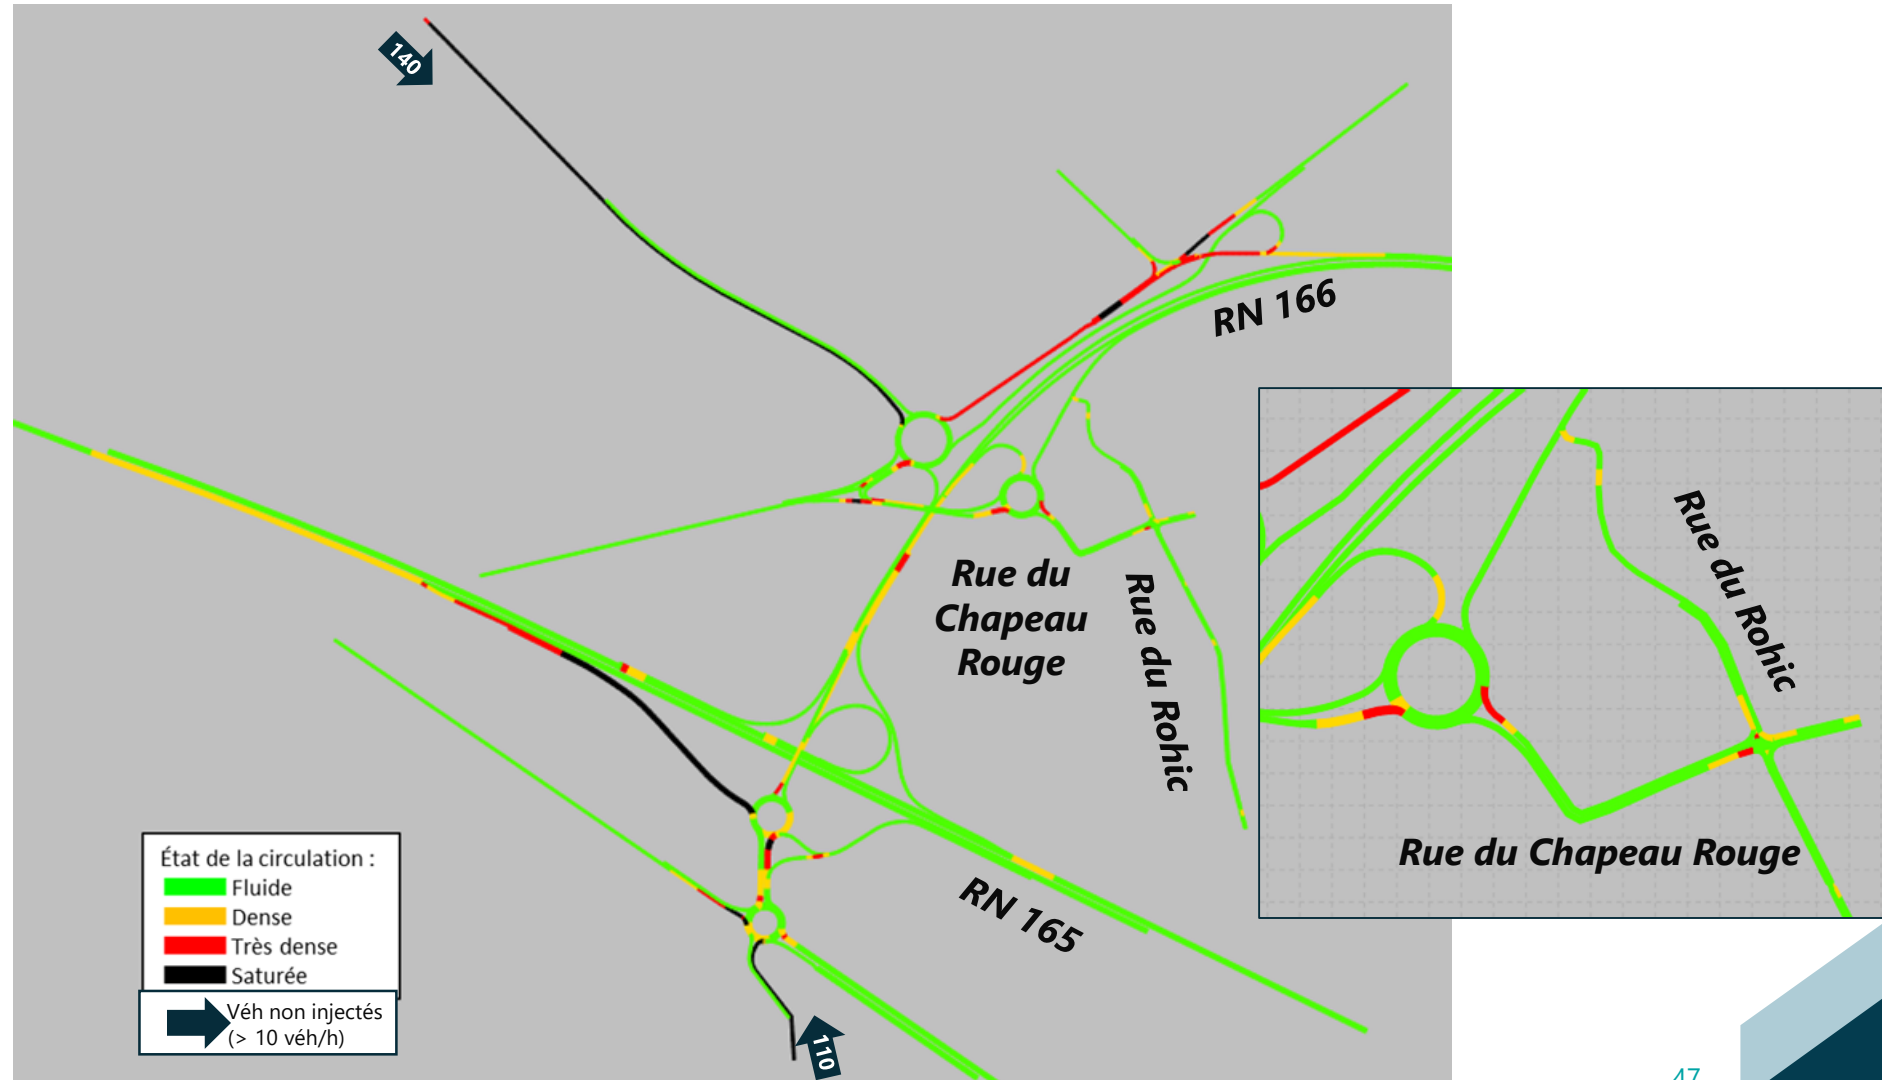 140
RN 166
Rue du
Chapeau
Rouge
Rue du Rohic
Rue du Rohic
Rue du Chapeau Rouge
RN 165
État de la circulation :
Fluide
Dense
Très dense
Saturée
Véh non injectés
(> 10 véh/h)
110
47